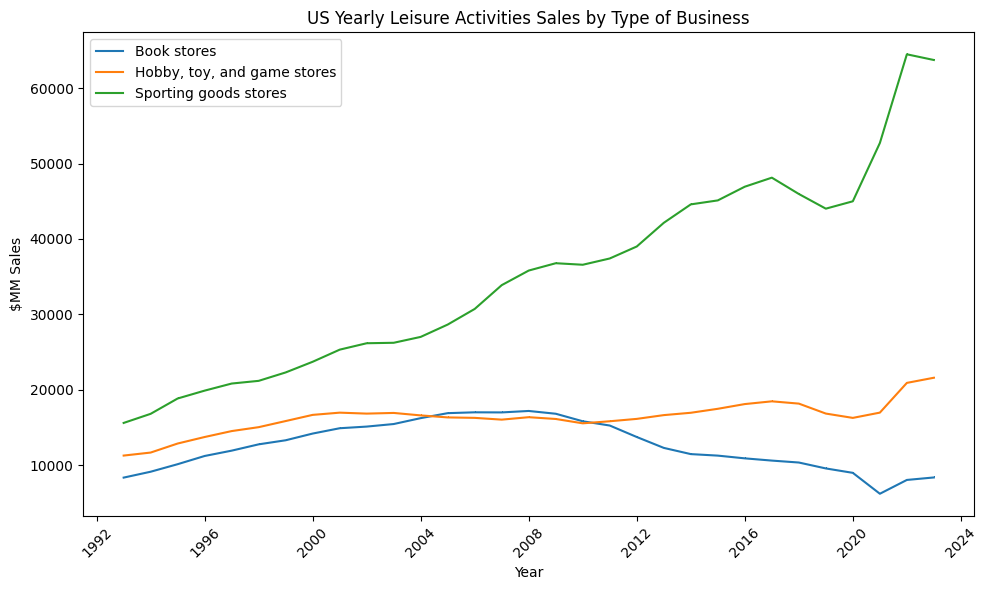 US Yearly Leisure Activities Sales by Type of Business
Book stores
Hobby, toy, and game stores
Sporting goods stores
60000
50000
40000
30000
20000
10000
$MM Sales
1992
1996
2000
2004
2008
2012
2016
2020
2024
Year